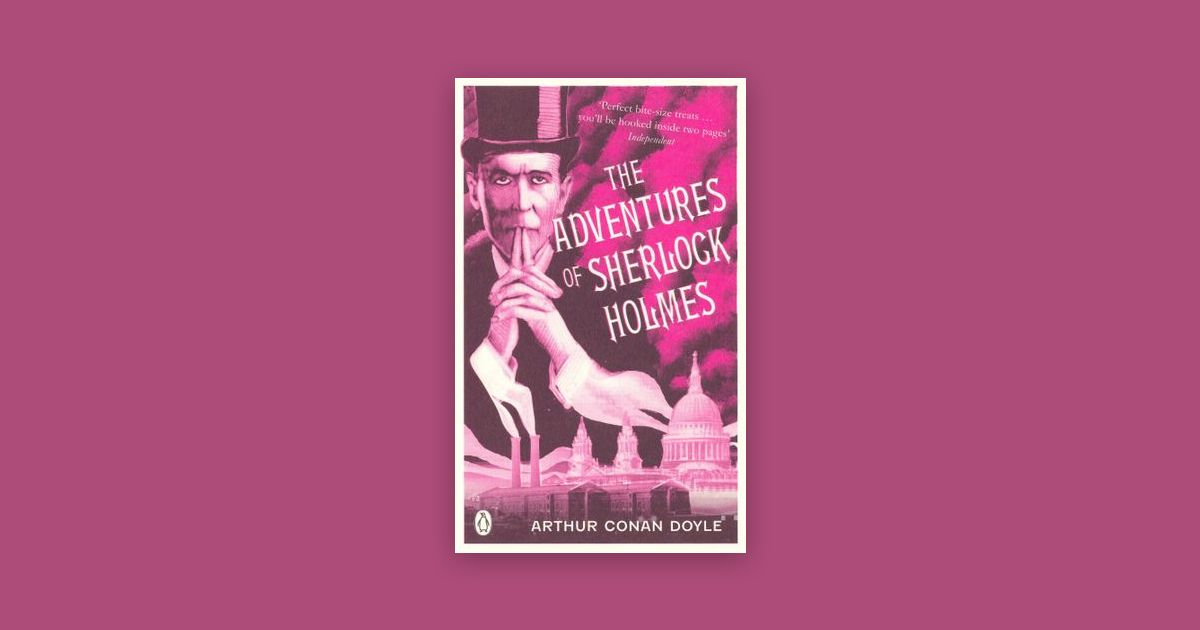 'Perfect bite-size treats ...
you'll be hooked inside two pages'
Independent
THE
ADVENTURES
OF SHERLOCK
HOLMES
ARTHUR CONAN DOYLE